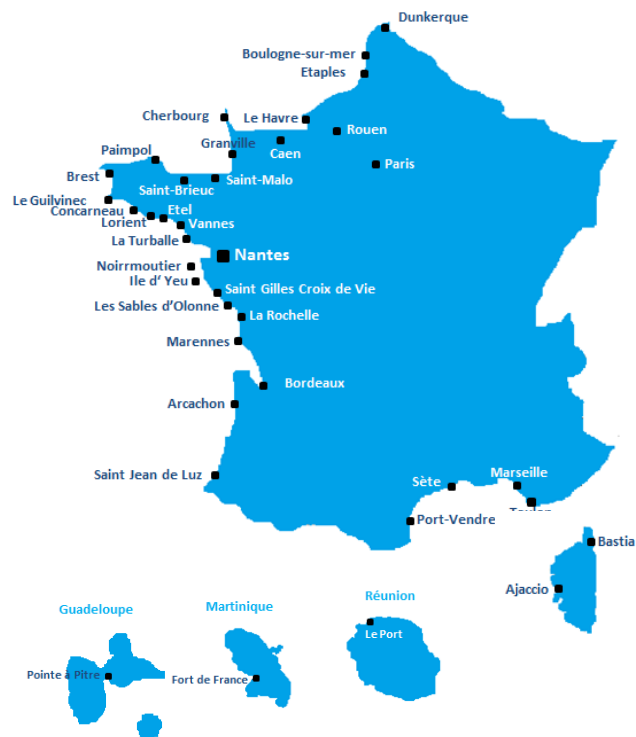 Dunkerque
Boulogne-sur-mer
Etaples
Cherbourg
Le Havre
Rouen
Granville
Caen
Paimpol
Paris
Brest
Saint-Brieuc
Saint-Malo
Le Guilvinec
Concarneau
Etel
Lorient
Vannes
La Turballe
Nantes
Noirrmoutier
Ile d' Yeu
Saint Gilles Croix de Vie
Les Sables d'Olonne
La Rochelle
Marennes
Bordeaux
Arcachon
Saint Jean de Luz
Sète
Marseille
Port-Vendre
Bastia
Ajaccio
Guadeloupe
Martinique
Réunion
Le Port
Pointe à Pitre
Fort de France